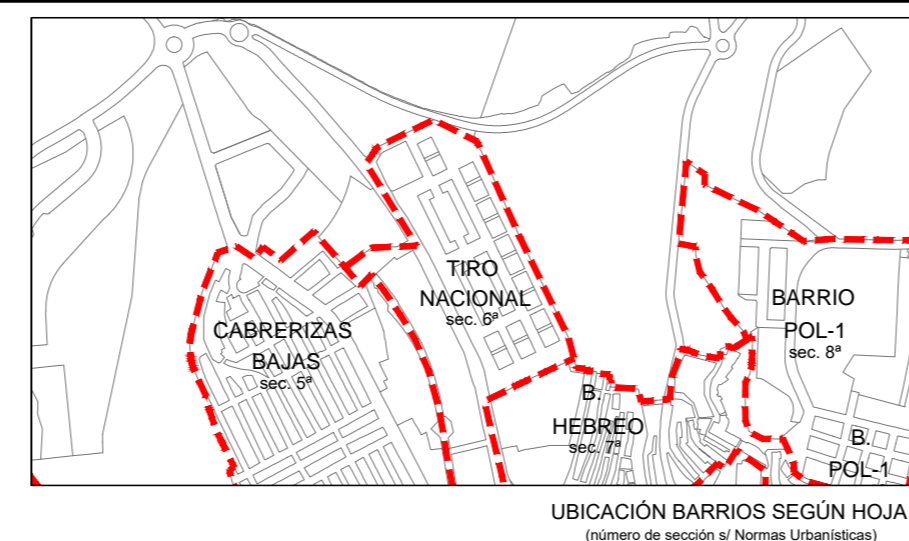 TIRO
NACIONAL
sec. 6ª
CABRERIZAS
BAJAS
sec. 5ª
BARRIO
POL-1
sec. 8ª
B.
HEBREO
sec. 7ª
B.
POL-1
UBICACIÓN BARRIOS SEGÚN HOJA
(número de sección s/ Normas Urbanísticas)